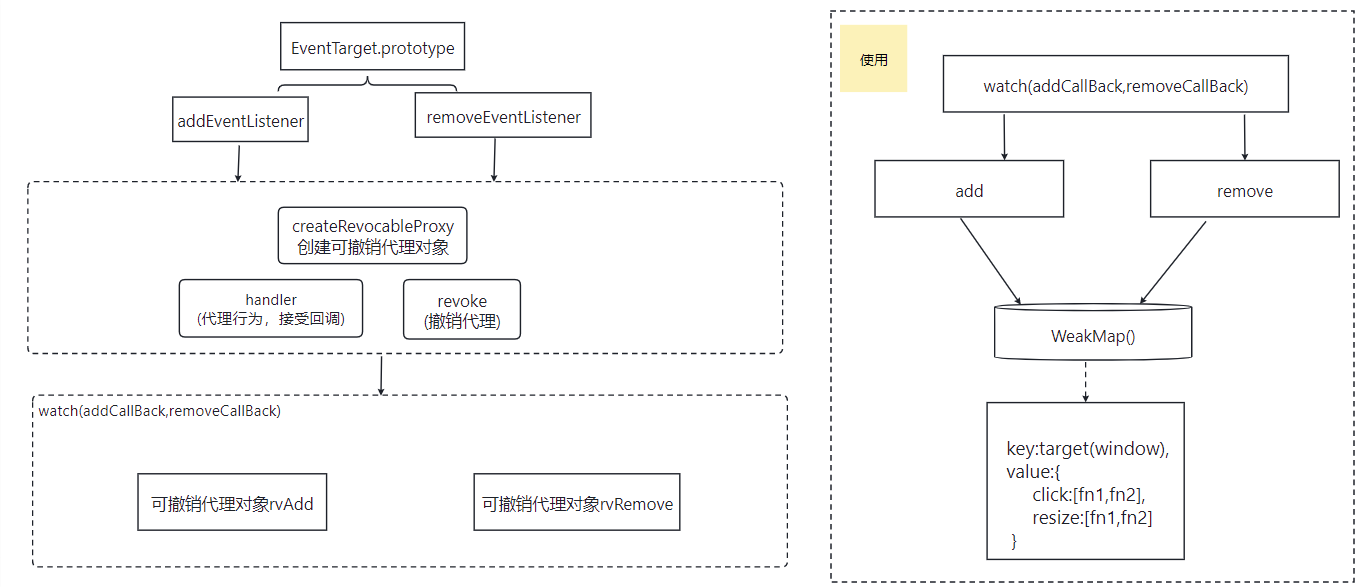 EventTarget.prototype
addEventListener
removeEventListener
createRevocableProxy
创建可撤销代理对象
handler
(代理行为，接受回调)
revoke
(撤销代理)
watch(addCallBack,removeCallBack)
可撤销代理对象rvAdd
可撤销代理对象rvRemove
使用
watch(addCallBack,removeCallBack)
add
remove
WeakMap()
key:target(window),
value:{
click:[fn1,fn2],
resize:[fn1,fn2]
}